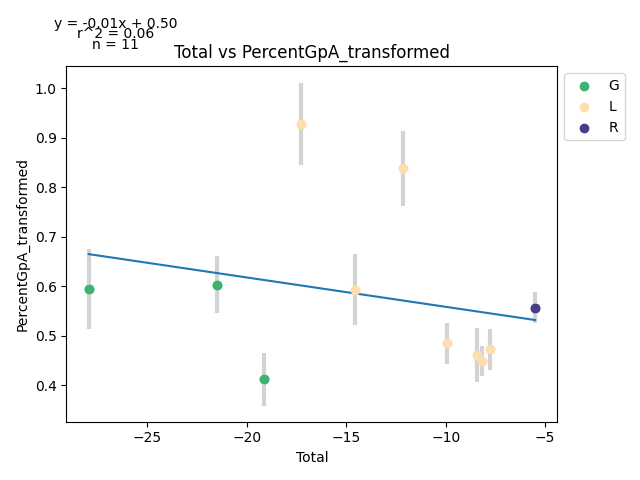 y = -0.01x + 0.50
r^2 = 0.06
n = 11
Total vs PercentGpA_transformed
G
L
R
1.0
0.9
0.8
0.7
0.6
0.5
0.4
PercentGpA_transformed
−25
−20
−15
−10
−5
Total